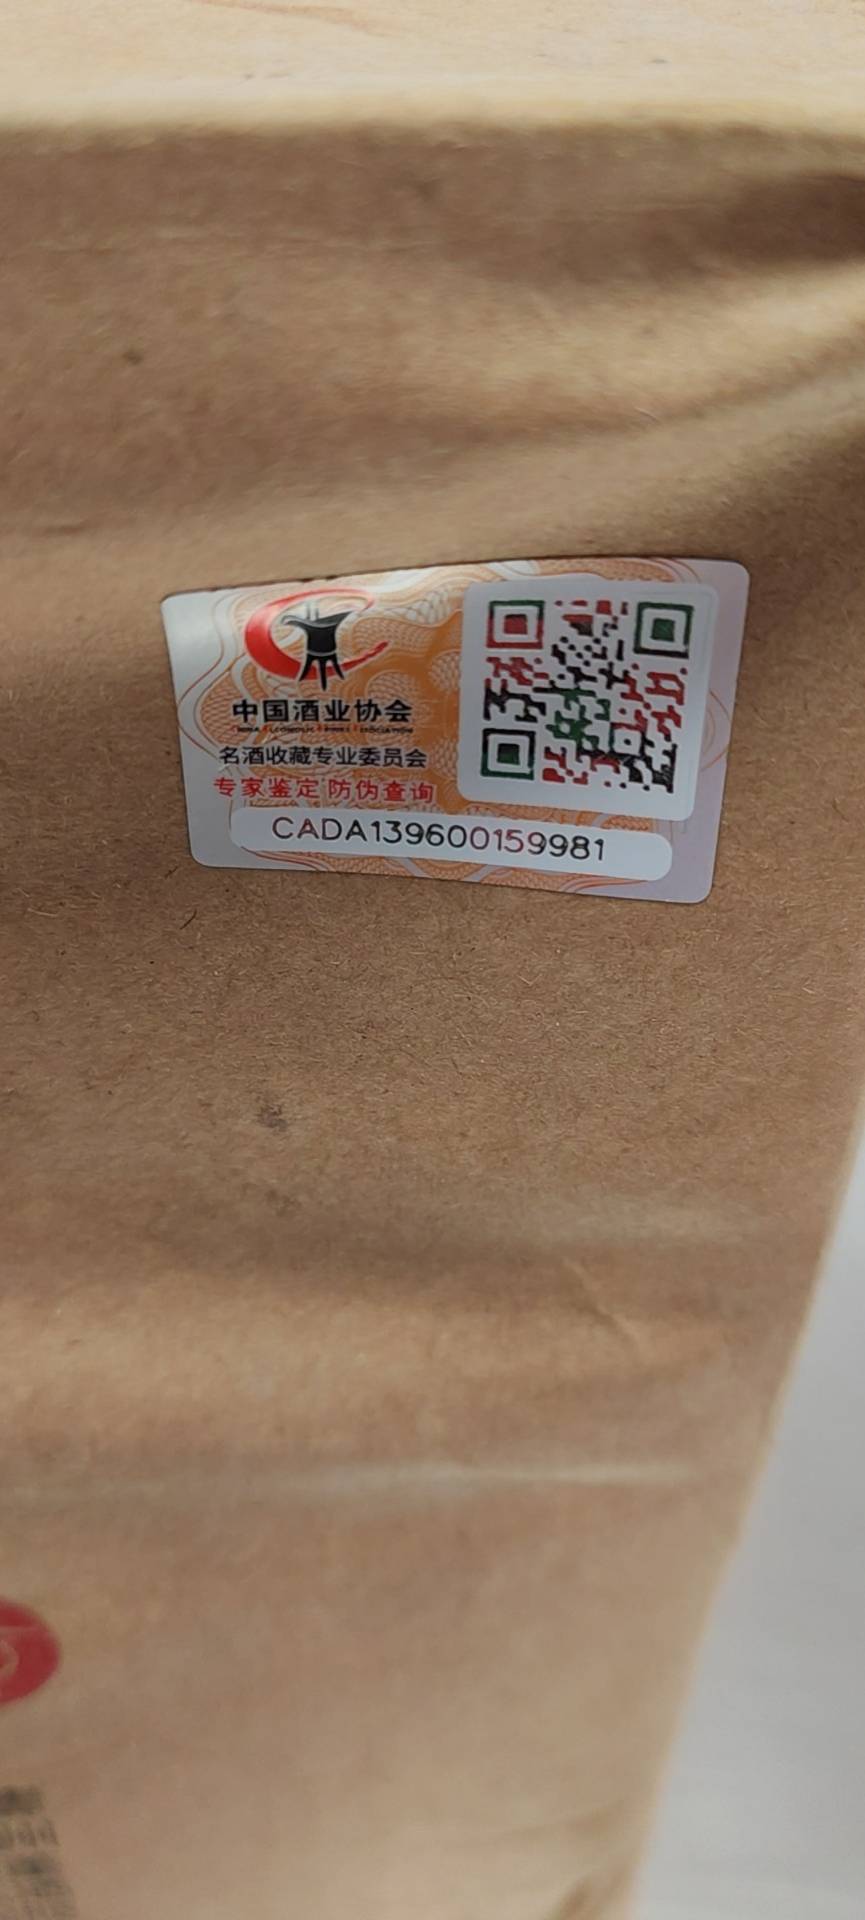 中国酒业协会
名酒收藏专业委员会
专家鉴定 防伪查询
CADA139600159981